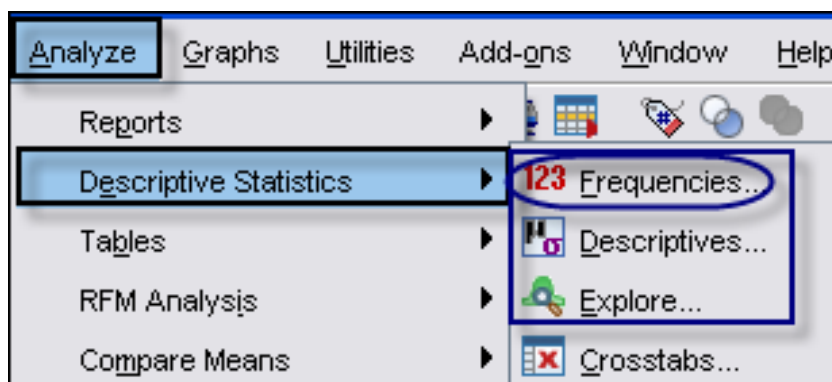 Analyze Graphs Utilities Add-ons Window Help
Reports
Descriptive Statistics
Tables
RFM Analysis
Compare Means
123 Frequencies...
μσ Descriptives...
Explore...
Crosstabs...